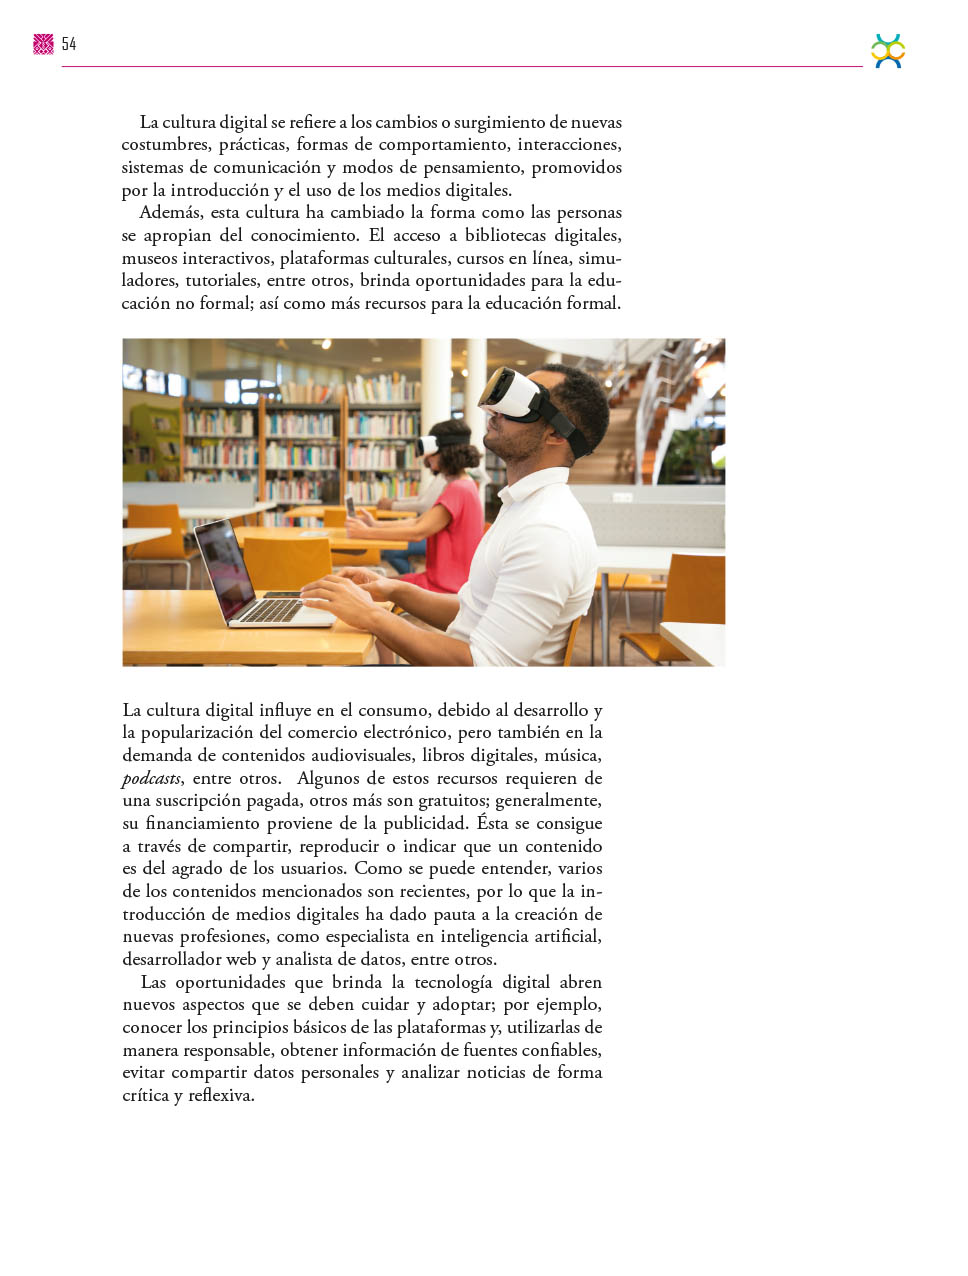 54
La cultura digital se refiere a los cambios o surgimiento de nuevas
costumbres, prácticas, formas de comportamiento, interacciones,
sistemas de comunicación y modos de pensamiento, promovidos
por la introducción y el uso de los medios digitales.
Además, esta cultura ha cambiado la forma como las personas
se apropian del conocimiento. El acceso a bibliotecas digitales,
museos interactivos, plataformas culturales, cursos en línea, simu-
ladores, tutoriales, entre otros, brinda oportunidades para la edu-
cación no formal; así como más recursos para la educación formal.
La cultura digital influye en el consumo, debido al desarrollo y
la popularización del comercio electrónico, pero también en la
demanda de contenidos audiovisuales, libros digitales, música,
podcasts, entre otros.  Algunos de estos recursos requieren de
una suscripción pagada, otros más son gratuitos; generalmente,
su financiamiento proviene de la publicidad. Ésta se consigue
a través de compartir, reproducir o indicar que un contenido
es del agrado de los usuarios. Como se puede entender, varios
de los contenidos mencionados son recientes, por lo que la in-
troducción de medios digitales ha dado pauta a la creación de
nuevas profesiones, como especialista en inteligencia artificial,
desarrollador web y analista de datos, entre otros.
Las oportunidades que brinda la tecnología digital abren
nuevos aspectos que se deben cuidar y adoptar; por ejemplo,
conocer los principios básicos de las plataformas y, utilizarlas de
manera responsable, obtener información de fuentes confiables,
evitar compartir datos personales y analizar noticias de forma
crítica y reflexiva.